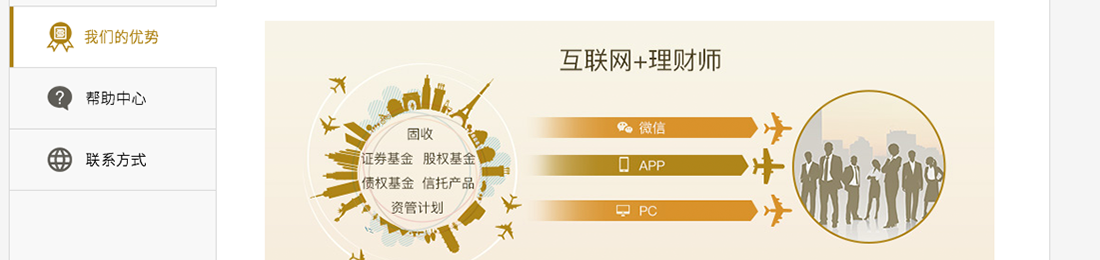 我们的优势
帮助中心
联系方式
互联网+理财师
固收
证券基金 股权基金
债权基金 信托产品
资管计划
微信
APP
PC